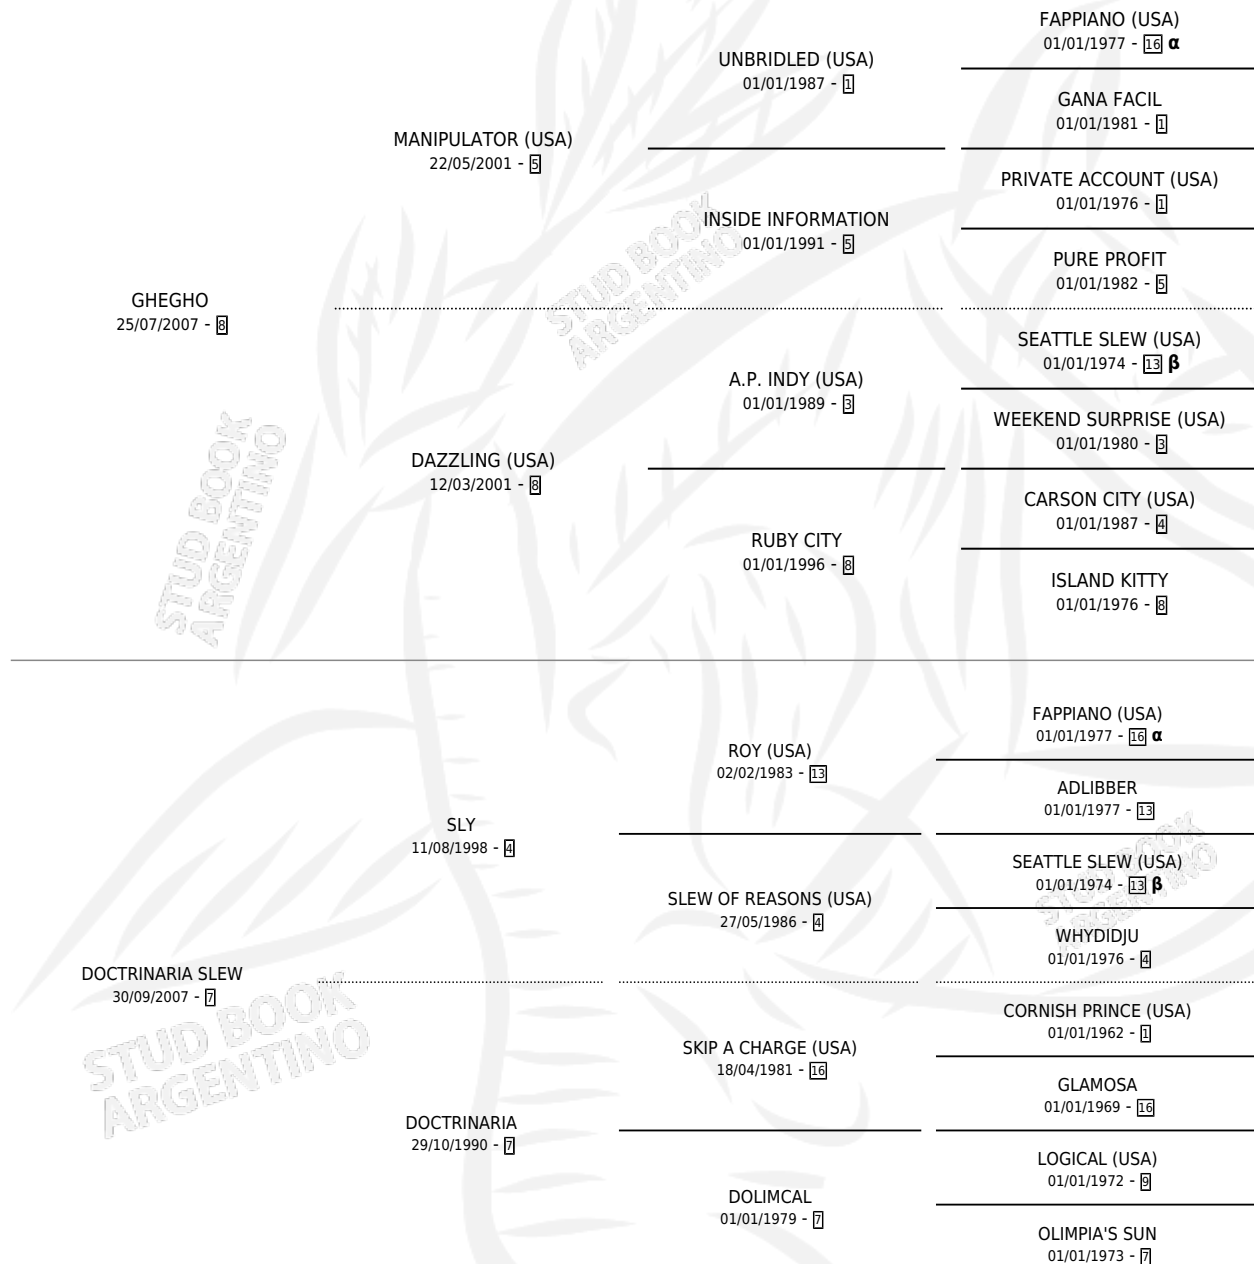 FAPPIANO (USA)
01/01/1977 - 16 α
UNBRIDLED (USA)
01/01/1987 - 1
GANA FACIL
01/01/1981 - 1
MANIPULATOR (USA)
22/05/2001 - 5
PRIVATE ACCOUNT (USA)
01/01/1976 - 1
INSIDE INFORMATION
01/01/1991 - 5
PURE PROFIT
01/01/1982 - 5
GHEGHO
25/07/2007 - 8
SEATTLE SLEW (USA)
01/01/1974 - 13 β
A.P. INDY (USA)
01/01/1989 - 3
WEEKEND SURPRISE (USA)
01/01/1980 - 3
DAZZLING (USA)
12/03/2001 - 8
CARSON CITY (USA)
01/01/1987 - 4
RUBY CITY
01/01/1996 - 8
ISLAND KITTY
01/01/1976 - 8
FAPPIANO (USA)
01/01/1977 - 16 α
ROY (USA)
02/02/1983 - 13
ADLIBBER
01/01/1977 - 13
SLY
11/08/1998 - 4
SEATTLE SLEW (USA)
01/01/1974 - 13 β
SLEW OF REASONS (USA)
27/05/1986 - 4
WHYDIDJU
01/01/1976 - 4
DOCTRINARIA SLEW
30/09/2007 - 7
CORNISH PRINCE (USA)
01/01/1962 - 1
SKIP A CHARGE (USA)
18/04/1981 - 16
GLAMOSA
01/01/1969 - 16
DOCTRINARIA
29/10/1990 - 7
LOGICAL (USA)
01/01/1972 - 9
DOLIMCAL
01/01/1979 - 7
OLIMPIA'S SUN
01/01/1973 - 7
STUD BOOK
ARGENTINO
STUD BOOK
ARGENTINO
STUD BOOK
ARGENTINO
STUD BOOK
ARGENTINO